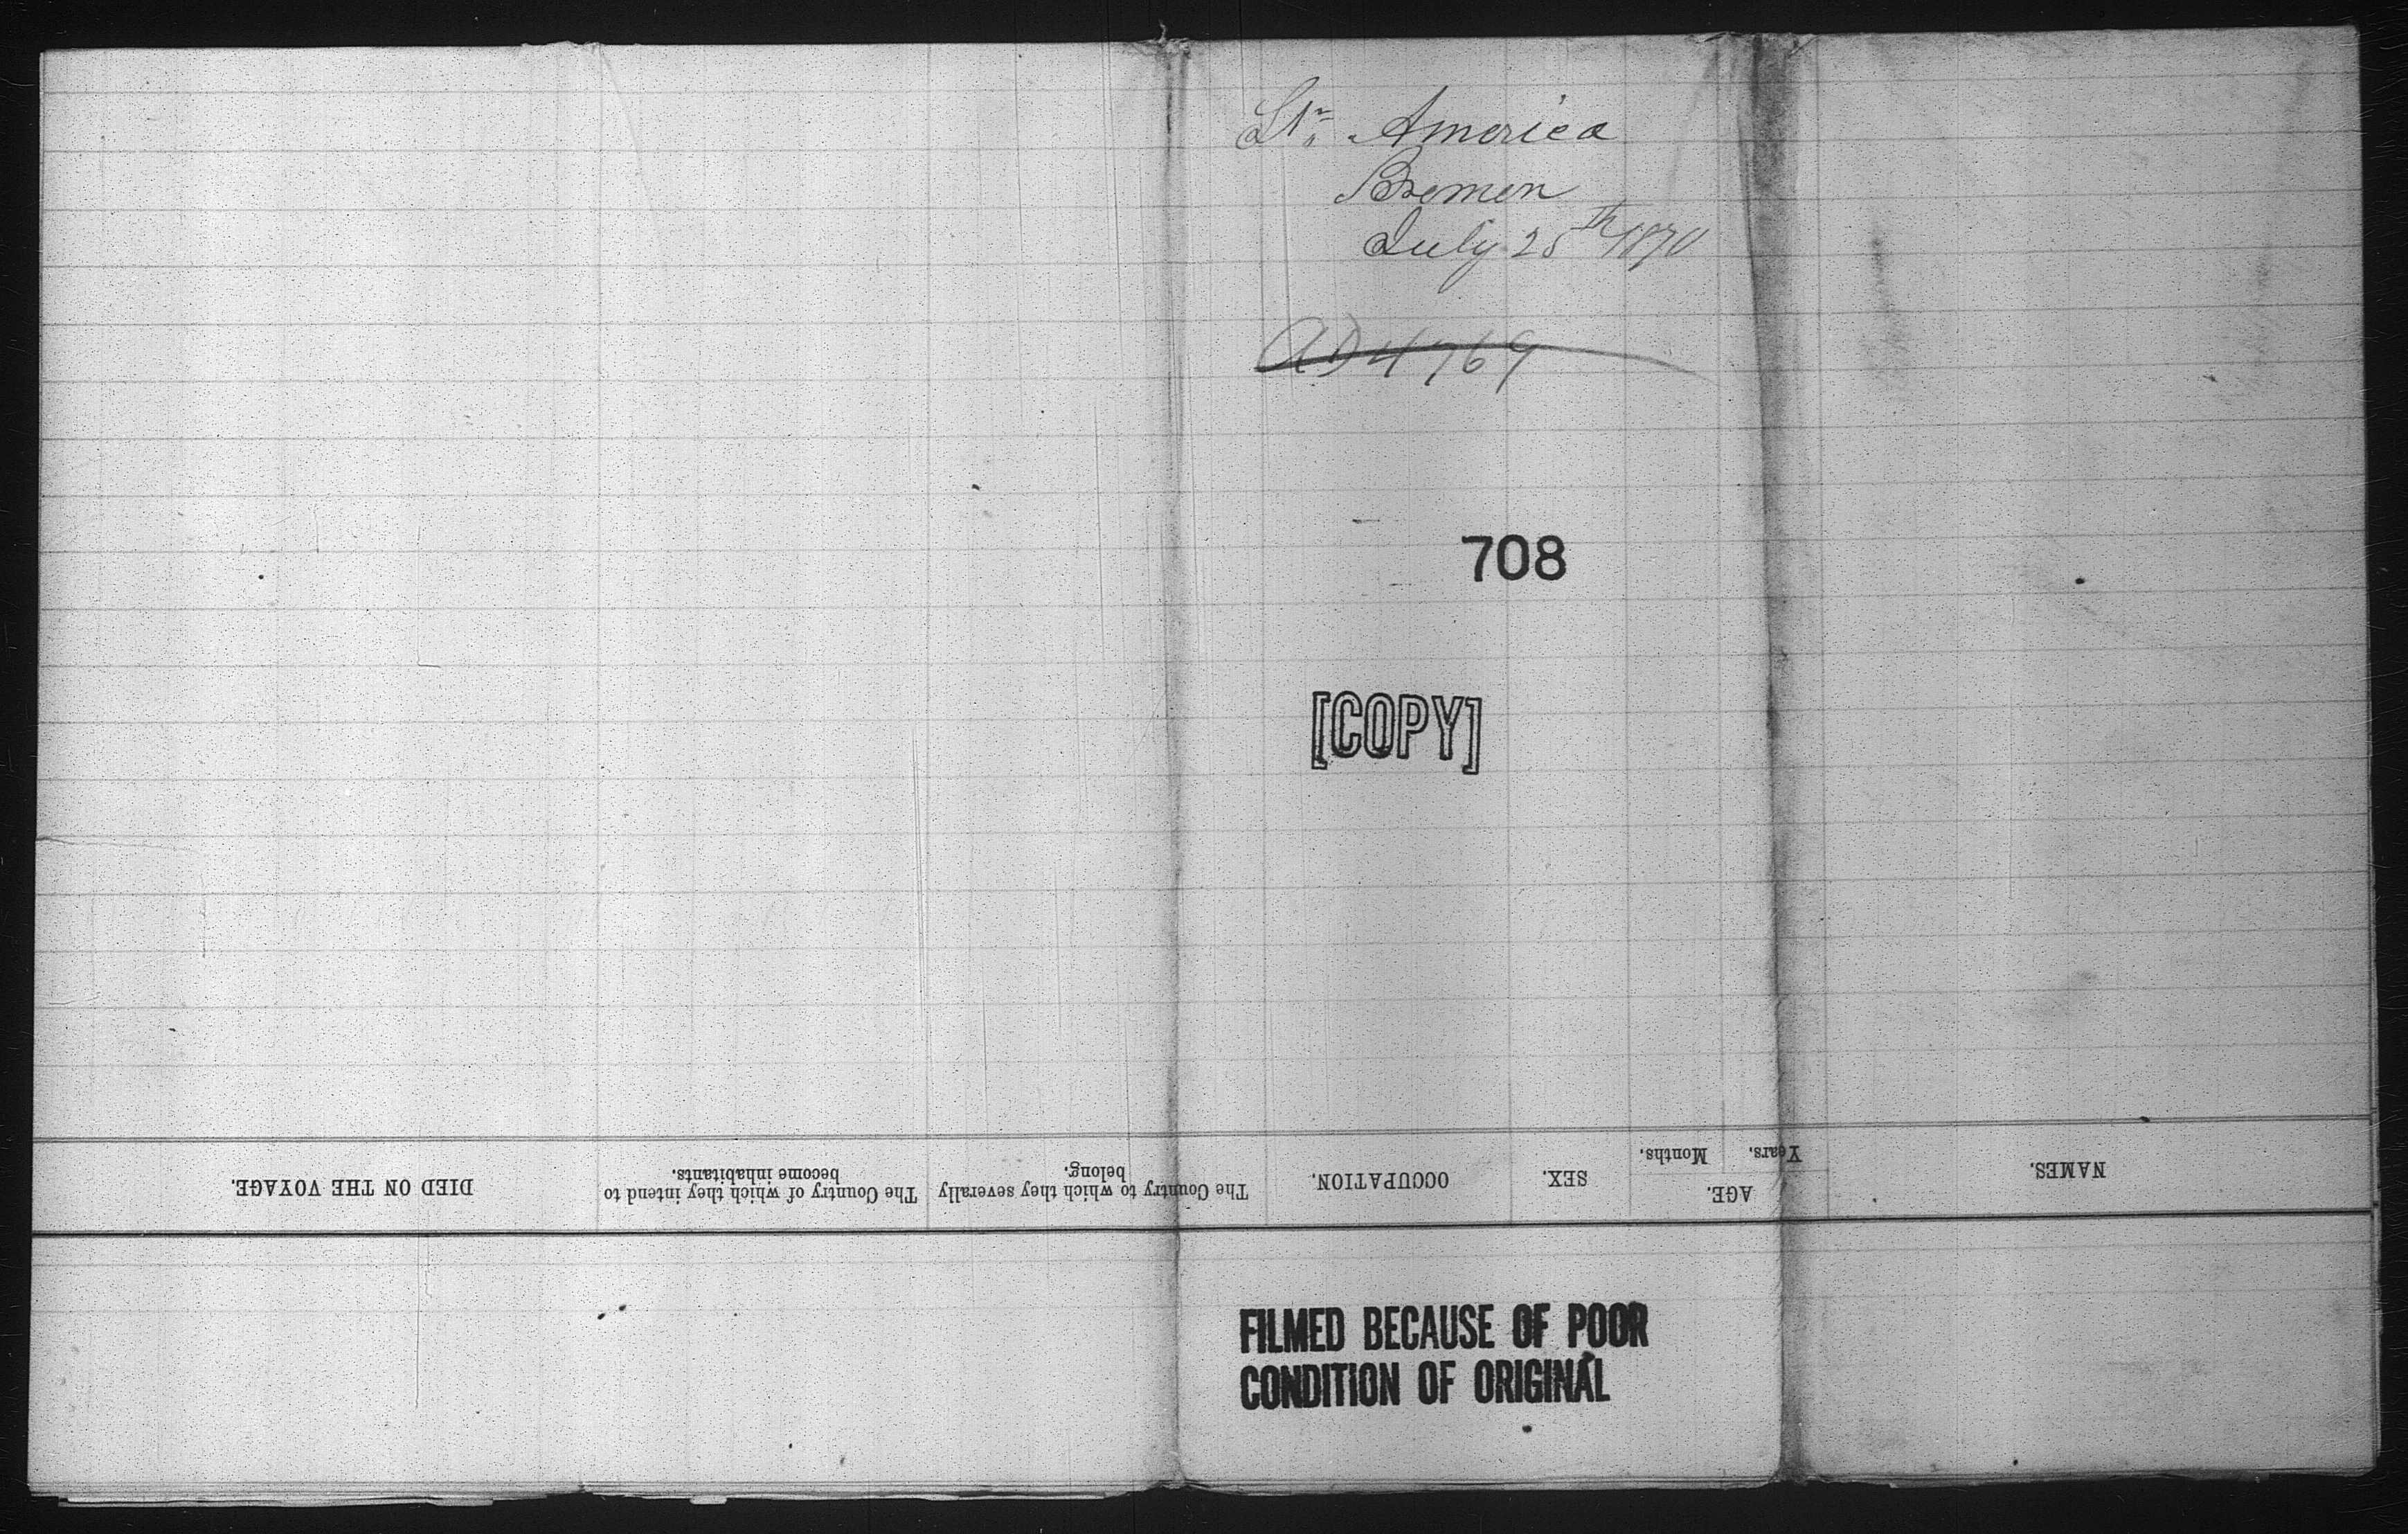 Str. America
Bremen
July 25th 1870
AD 4769
708
[COPY]
NAMES.
AGE.
Years.
Months.
SEX.
OCCUPATION.
The Country to which they severally
belong.
The Country of which they intend to
become inhabitants.
DIED ON THE VOYAGE.
FILMED BECAUSE OF POOR
CONDITION OF ORIGINAL